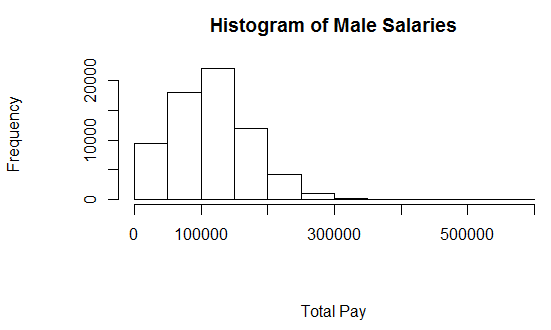 Histogram of Male Salaries
Frequency
20000
10000
0
0 100000 300000 500000
Total Pay